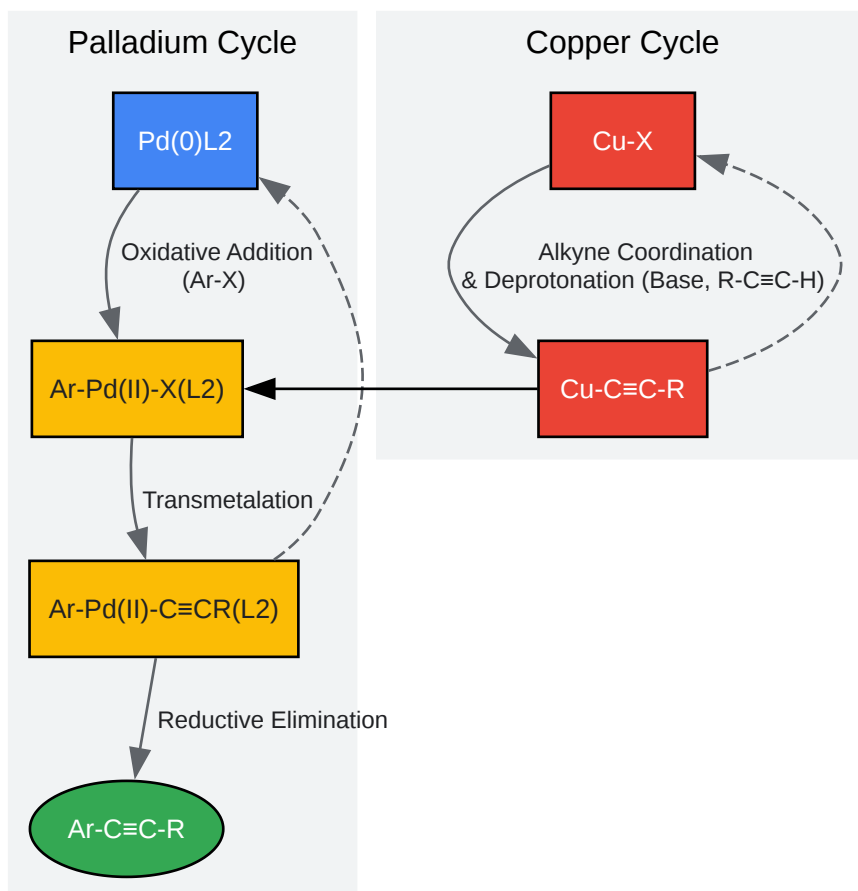 Palladium Cycle
Pd(0)L2
Oxidative Addition
(Ar-X)
Ar-Pd(II)-X(L2)
Transmetalation
Ar-Pd(II)-C≡CR(L2)
Reductive Elimination
Ar-C≡C-R
Copper Cycle
Cu-X
Alkyne Coordination
& Deprotonation (Base, R-C≡C-H)
Cu-C≡C-R